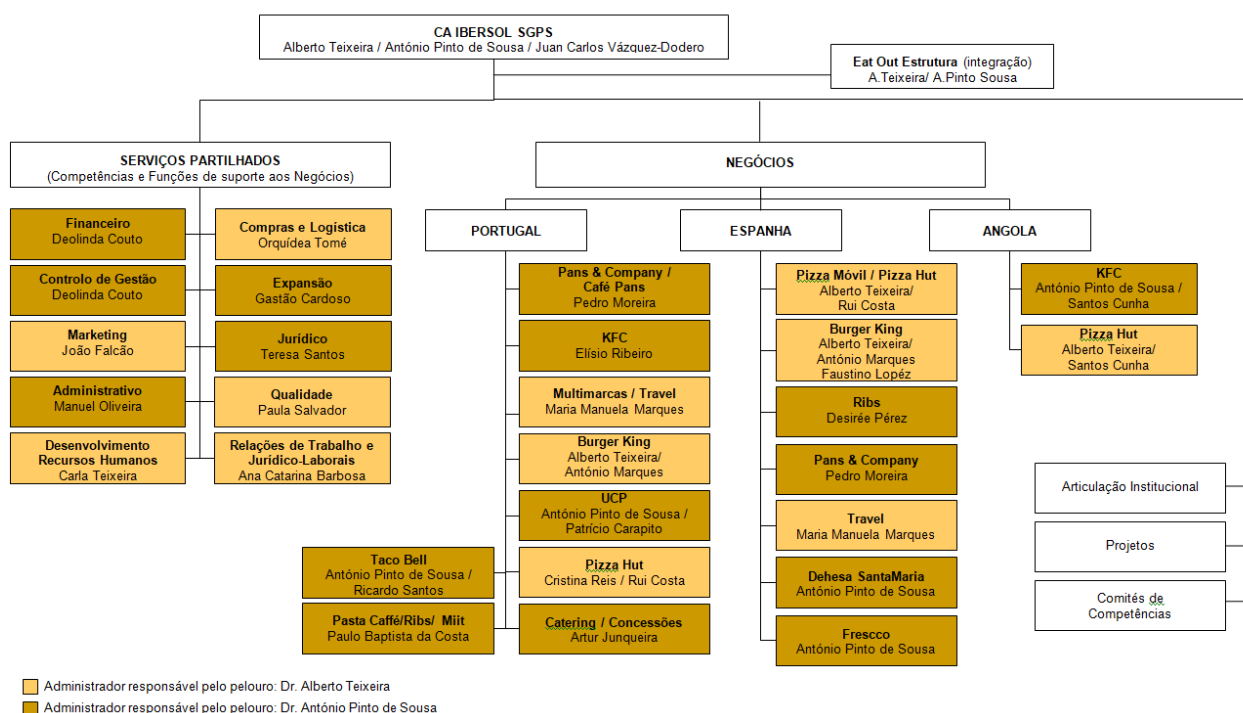 CA IBERSOL SGPS
Alberto Teixeira / António Pinto de Sousa / Juan Carlos Vázquez-Dodero
Eat Out Estrutura (integração)
A.Teixeira/ A.Pinto Sousa
SERVIÇOS PARTILHADOS
(Competências e Funções de suporte aos Negócios)
NEGÓCIOS
Financeiro
Deolinda Couto
Compras e Logística
Orquídea Tomé
Controlo de Gestão
Deolinda Couto
Expansão
Gastão Cardoso
Marketing
João Falcão
Jurídico
Teresa Santos
Administrativo
Manuel Oliveira
Qualidade
Paula Salvador
Desenvolvimento
Recursos Humanos
Carla Teixeira
Relações de Trabalho e
Jurídico-Laborais
Ana Catarina Barbosa
PORTUGAL
Pans & Company /
Café Pans
Pedro Moreira
KFC
Elísio Ribeiro
Multimarcas / Travel
Maria Manuela Marques
Burger King
Alberto Teixeira/
António Marques
UCP
António Pinto de Sousa /
Patrício Carapito
Taco Bell
António Pinto de Sousa /
Ricardo Santos
Pizza Hut
Cristina Reis / Rui Costa
Pasta Caffé/Ribs/ Miit
Paulo Baptista da Costa
Catering / Concessões
Artur Junqueira
ESPANHA
Pizza Móvil / Pizza Hut
Alberto Teixeira/
Rui Costa
Burger King
Alberto Teixeira/
António Marques
Faustino Lopéz
Ribs
Desirée Pérez
Pans & Company
Pedro Moreira
Travel
Maria Manuela Marques
Dehesa SantaMaria
António Pinto de Sousa
Frescco
António Pinto de Sousa
ANGOLA
KFC
António Pinto de Sousa /
Santos Cunha
Pizza Hut
Alberto Teixeira/
Santos Cunha
Articulação Institucional
Projetos
Comités de
Competências
Administrador responsável pelo pelouro: Dr. Alberto Teixeira
Administrador responsável pelo pelouro: Dr. António Pinto de Sousa